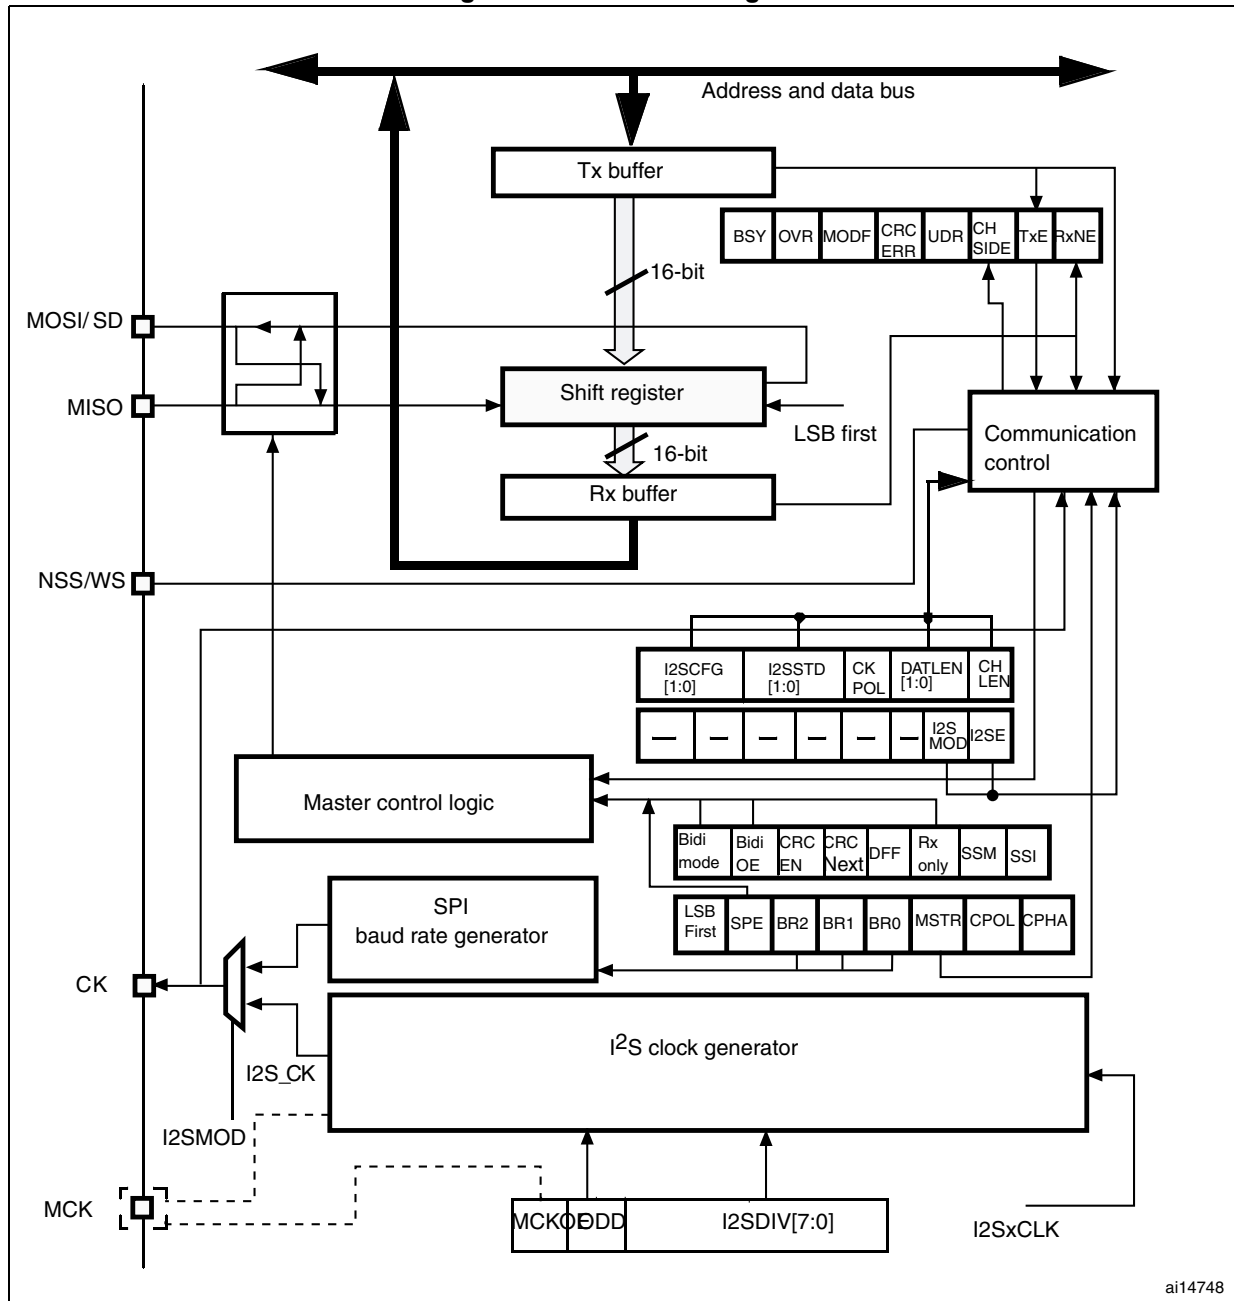 Address and data bus
Tx buffer
BSY
OVR
MODF
CRC
ERR
UDR
CH
SIDE
TxE
RxNE
16-bit
MOSI/ SD
Shift register
MISO
LSB first
Communication
control
16-bit
Rx buffer
NSS/WS
I2SCFG
[1:0]
I2SSTD
[1:0]
CK
POL
DATLEN
[1:0]
CH
LEN
I2S
MOD
I2SE
Master control logic
Bidi
mode
Bidi
OE
CRC
EN
CRC
Next
DFF
Rx
only
SSM
SSI
SPI
baud rate generator
LSB
First
SPE
BR2
BR1
BR0
MSTR
CPOL
CPHA
CK
I2S clock generator
I2S_CK
I2SMOD
MCK
MCKOE
ODD
I2SDIV[7:0]
I2SxCLK
ai14748